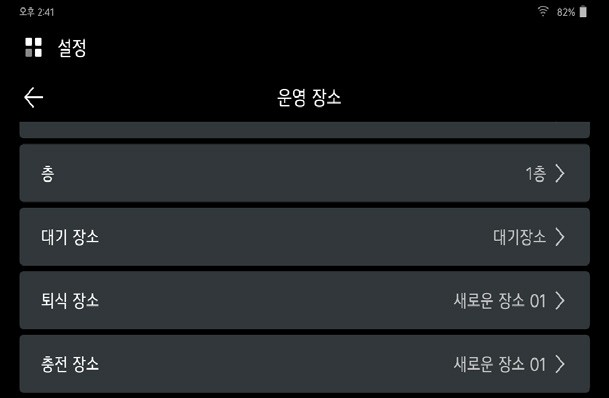 오후 2:41 82%
설정
운영 장소
층 1층
대기 장소 대기장소
퇴식 장소 새로운 장소 01
충전 장소 새로운 장소 01